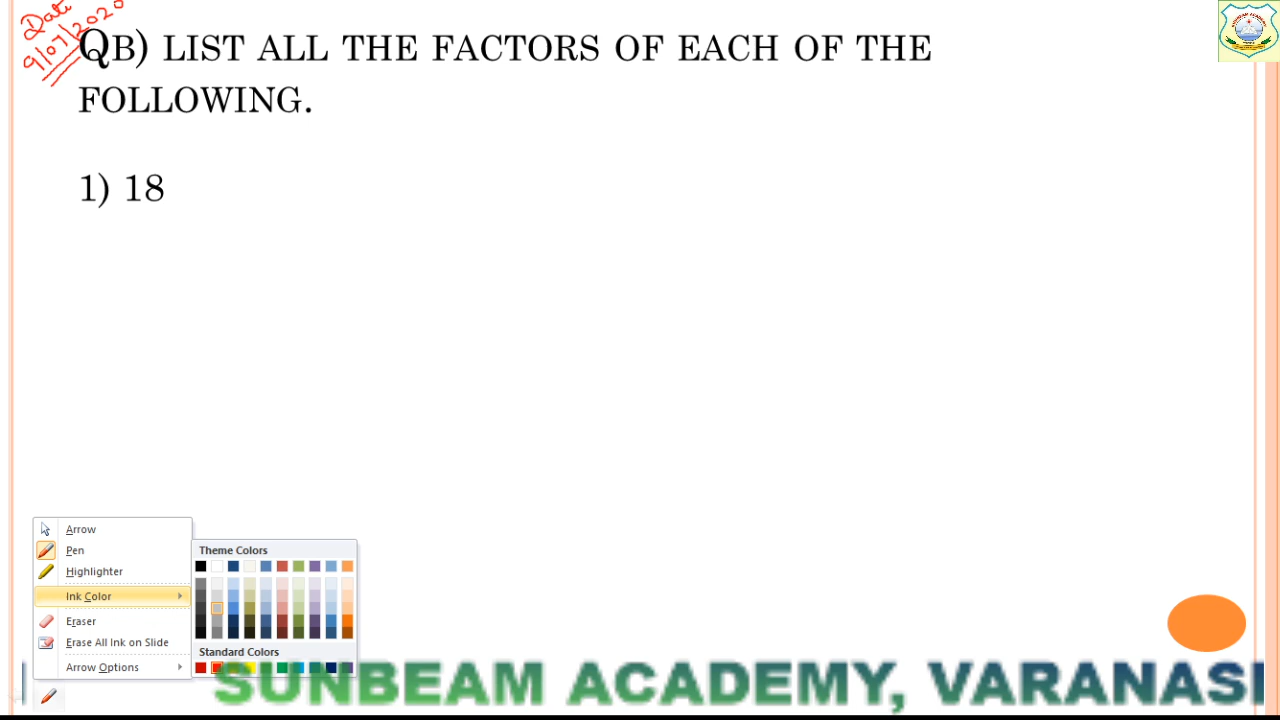 Date
9/07/2020
QB) LIST ALL THE FACTORS OF EACH OF THE
FOLLOWING.
1) 18
Arrow
Pen
Highlighter
Ink Color
Eraser
Erase All Ink on Slide
Arrow Options
Theme Colors
Standard Colors
SUNBEAM ACADEMY, VARANASI